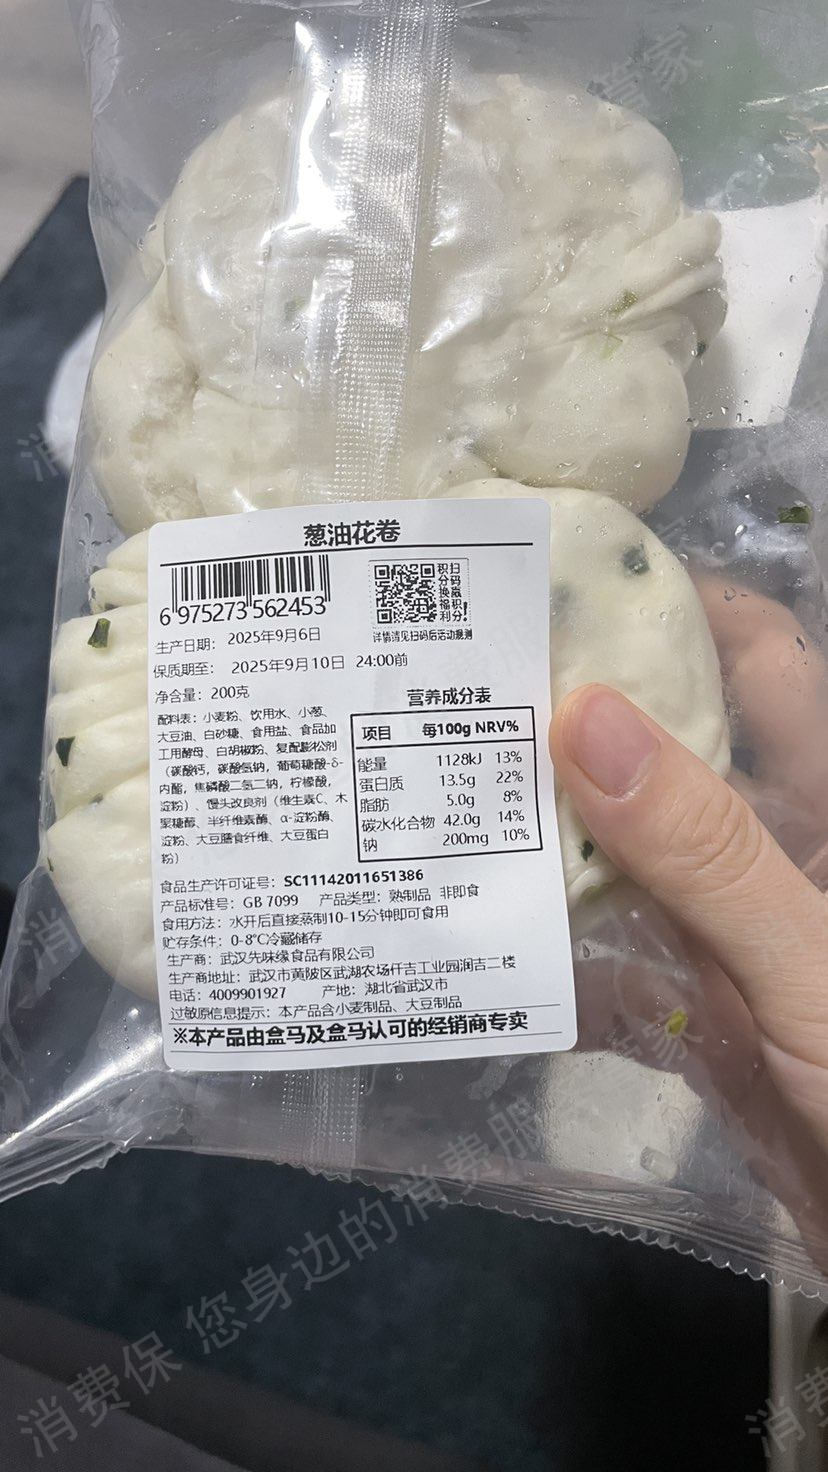 葱油花卷
6 975273 562453
积扫
分码
换赢
福积
利分!
详情请见扫码后活动规则
生产日期: 2025年9月6日
保质期至: 2025年9月10日 24:00前
净含量: 200克
配料表: 小麦粉、饮用水、小葱、
大豆油、白砂糖、食用盐、食品加
工用酵母、白胡椒粉、复配膨松剂
(碳酸钙,碳酸氢钠,葡萄糖酸-δ-
内酯,焦磷酸二氢二钠,柠檬酸,
淀粉)、馒头改良剂(维生素C、木
聚糖酶、半纤维素酶、α-淀粉酶、
淀粉、大豆膳食纤维、大豆蛋白
粉)
营养成分表
项目 每100g NRV%
能量 1128kJ 13%
蛋白质 13.5g 22%
脂肪 5.0g 8%
碳水化合物 42.0g 14%
钠 200mg 10%
食品生产许可证号: SC11142011651386
产品标准号: GB 7099 产品类型: 熟制品 非即食
食用方法: 水开后直接蒸制10-15分钟即可食用
贮存条件: 0-8°C冷藏储存
生产商: 武汉先味缘食品有限公司
生产商地址: 武汉市黄陂区武湖农场仟吉工业园润吉二楼
电话: 4009901927 产地: 湖北省武汉市
过敏原信息提示: 本产品含小麦制品、大豆制品
※本产品由盒马及盒马认可的经销商专卖
消费保 您身边的消费服务管家